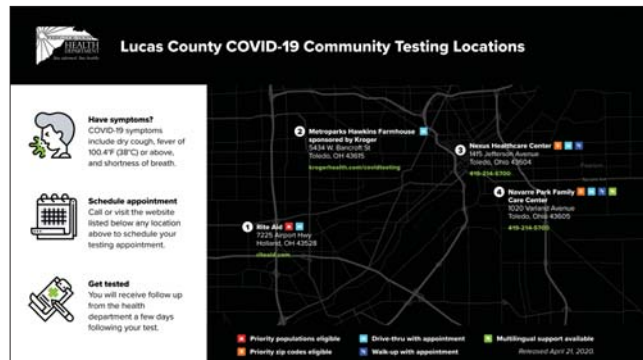 HEALTH
DEPARTMENT
Lucas County COVID-19 Community Testing Locations
Have symptoms?
COVID-19 symptoms
include dry cough, fever of
100.4°F (38°C) or above,
and shortness of breath.
Schedule appointment
Call or visit the website
listed below any location
above to schedule your
testing appointment.
Get tested
You will receive follow up
from the health
department a few days
following your test.
1 Rite Aid
7225 Airport Hwy
Holland, OH 43528
riteaid.com
2 Metroparks Hawkins Farmhouse
sponsored by Kroger
5434 W. Bancroft St
Toledo, OH 43615
krogerhealth.com/covidtesting
3 Nexus Healthcare Center
1415 Jefferson Avenue
Toledo, Ohio 43604
419-214-5700
4 Navarre Park Family
Care Center
1020 Varland Avenue
Toledo, Ohio 43605
419-214-5700
Priority populations eligible
Drive-thru with appointment
Multilingual support available
Priority zip codes eligible
Walk-up with appointment
Released April 21, 2020